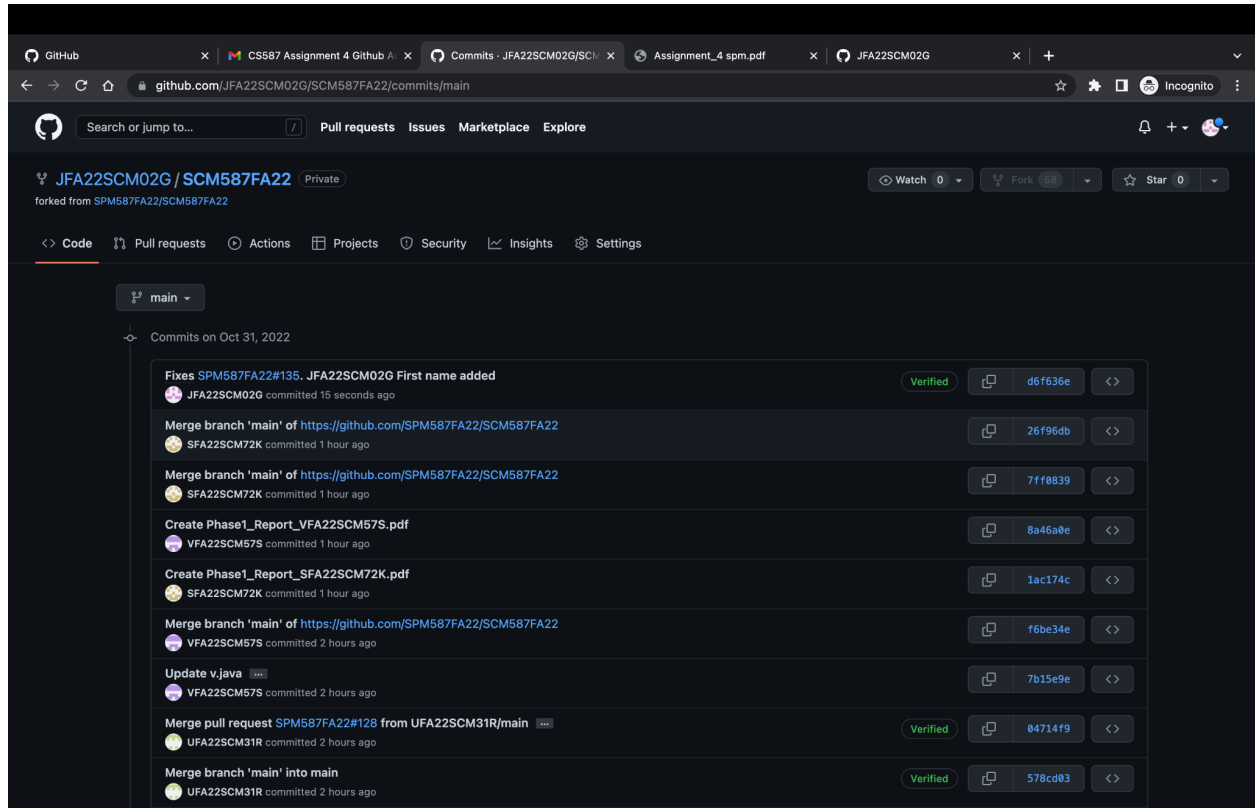 GitHub
CS587 Assignment 4 Github A
Commits · JFA22SCM02G/SCM
Assignment_4 spm.pdf
JFA22SCM02G
github.com/JFA22SCM02G/SCM587FA22/commits/main
Incognito
Search or jump to... /
Pull requests Issues Marketplace Explore
JFA22SCM02G / SCM587FA22 Private
Watch 0 Fork 58 Star 0
forked from SPM587FA22/SCM587FA22
Code Pull requests Actions Projects Security Insights Settings
main
Commits on Oct 31, 2022
Fixes SPM587FA22#135. JFA22SCM02G First name added
JFA22SCM02G committed 15 seconds ago
Verified d6f636e
Merge branch 'main' of https://github.com/SPM587FA22/SCM587FA22
SFA22SCM72K committed 1 hour ago
26f96db
Merge branch 'main' of https://github.com/SPM587FA22/SCM587FA22
SFA22SCM72K committed 1 hour ago
7ff0839
Create Phase1_Report_VFA22SCM57S.pdf
VFA22SCM57S committed 1 hour ago
8a46a0e
Create Phase1_Report_SFA22SCM72K.pdf
SFA22SCM72K committed 1 hour ago
1ac174c
Merge branch 'main' of https://github.com/SPM587FA22/SCM587FA22
VFA22SCM57S committed 2 hours ago
f6be34e
Update v.java ...
VFA22SCM57S committed 2 hours ago
7b15e9e
Merge pull request SPM587FA22#128 from UFA22SCM31R/main ...
UFA22SCM31R committed 2 hours ago
Verified 04714f9
Merge branch 'main' into main
UFA22SCM31R committed 2 hours ago
Verified 578cd03